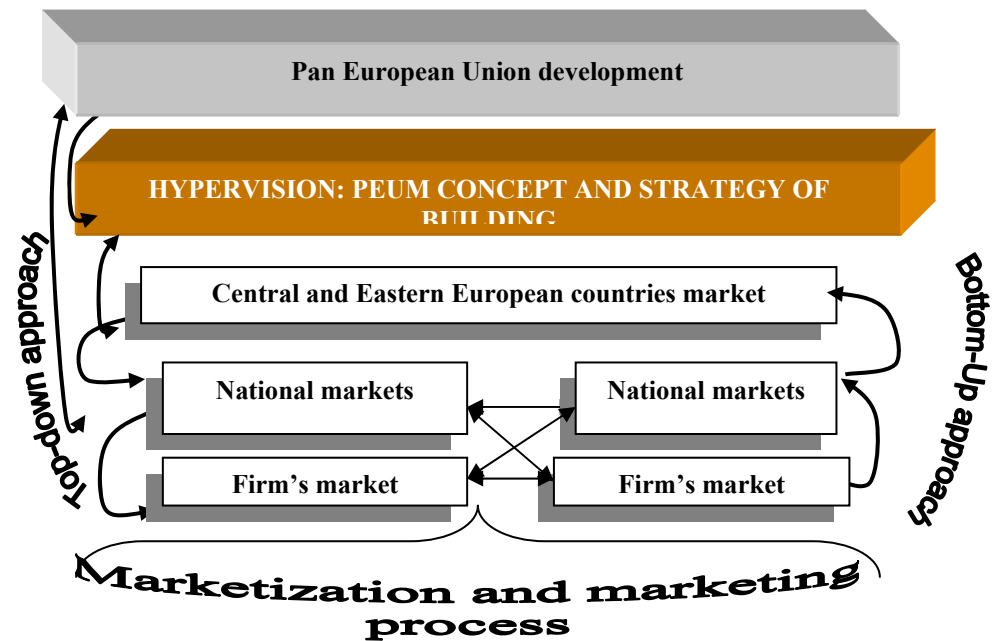 Pan European Union development
HYPERVISION: PEUM CONCEPT AND STRATEGY OF
BUILDING
Top-down approach
Bottom-Up approach
Central and Eastern European countries market
National markets
National markets
Firm’s market
Firm’s market
Marketization and marketing
process